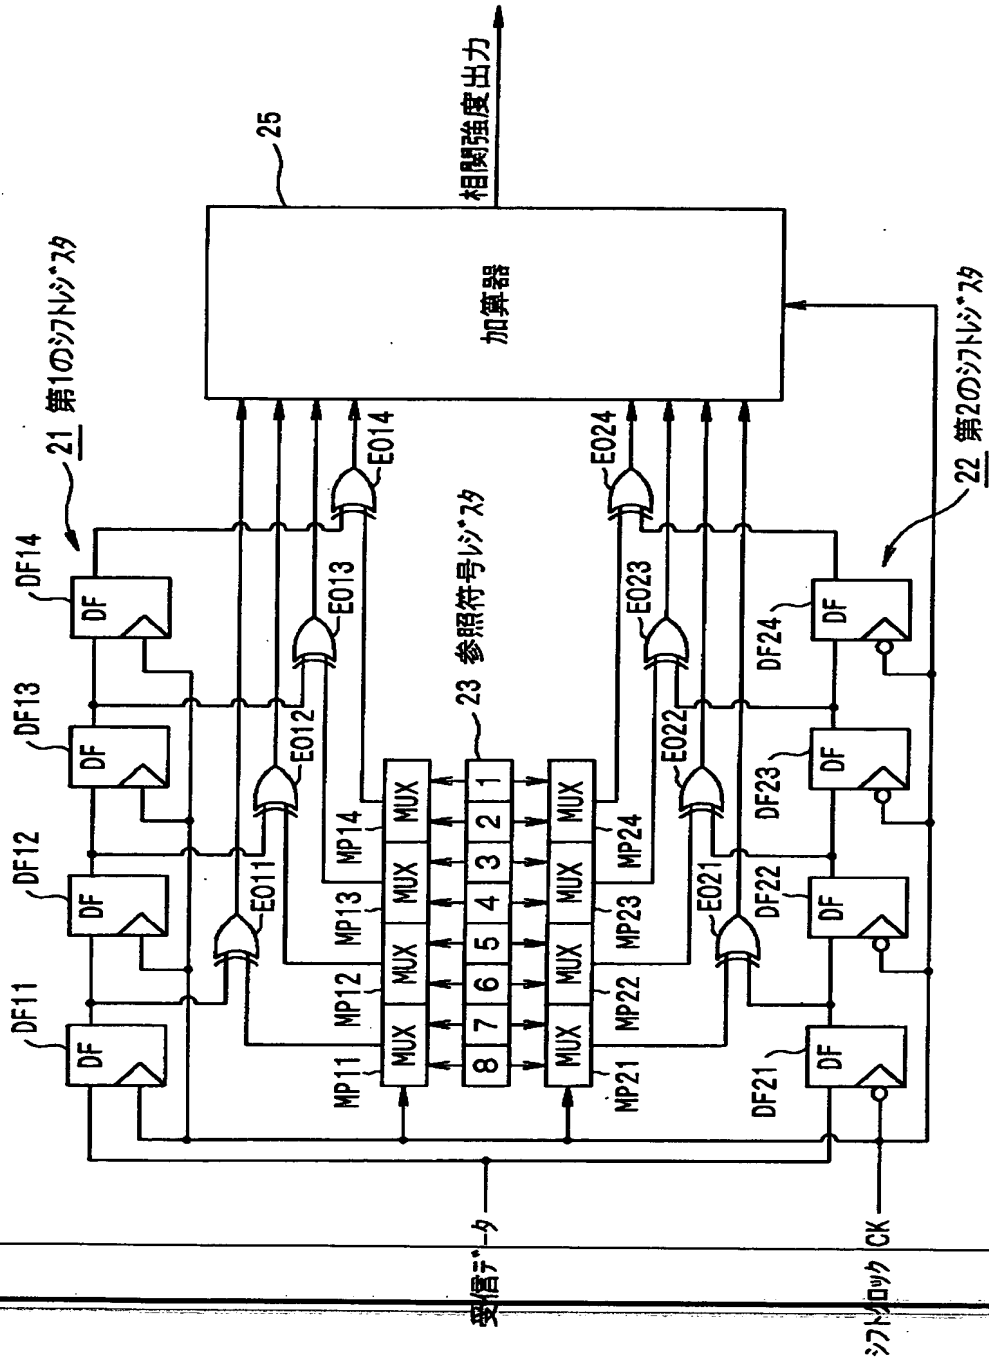 21 第1のシフトレジスタ
DF11
DF12
DF13
DF14
DF
DF
DF
DF
EO11
EO12
EO13
EO14
25
加算器
相関強度出力
MP11
MP12
MP13
MP14
MUX
MUX
MUX
MUX
8 7 6 5 4 3 2 1
23 参照符号レジスタ
MUX
MUX
MUX
MUX
MP21
MP22
MP23
MP24
EO21
EO22
EO23
EO24
DF21
DF22
DF23
DF24
DF
DF
DF
DF
22 第2のシフトレジスタ
受信データ
シフトクロック CK